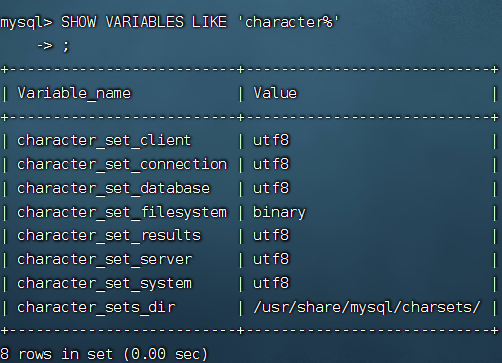 mysql> SHOW VARIABLES LIKE 'character%'
    -> ;
+--------------------------+----------------------------+
| Variable_name            | Value                      |
+--------------------------+----------------------------+
| character_set_client     | utf8                       |
| character_set_connection | utf8                       |
| character_set_database   | utf8                       |
| character_set_filesystem | binary                     |
| character_set_results    | utf8                       |
| character_set_server     | utf8                       |
| character_set_system     | utf8                       |
| character_sets_dir       | /usr/share/mysql/charsets/ |
+--------------------------+----------------------------+
8 rows in set (0.00 sec)